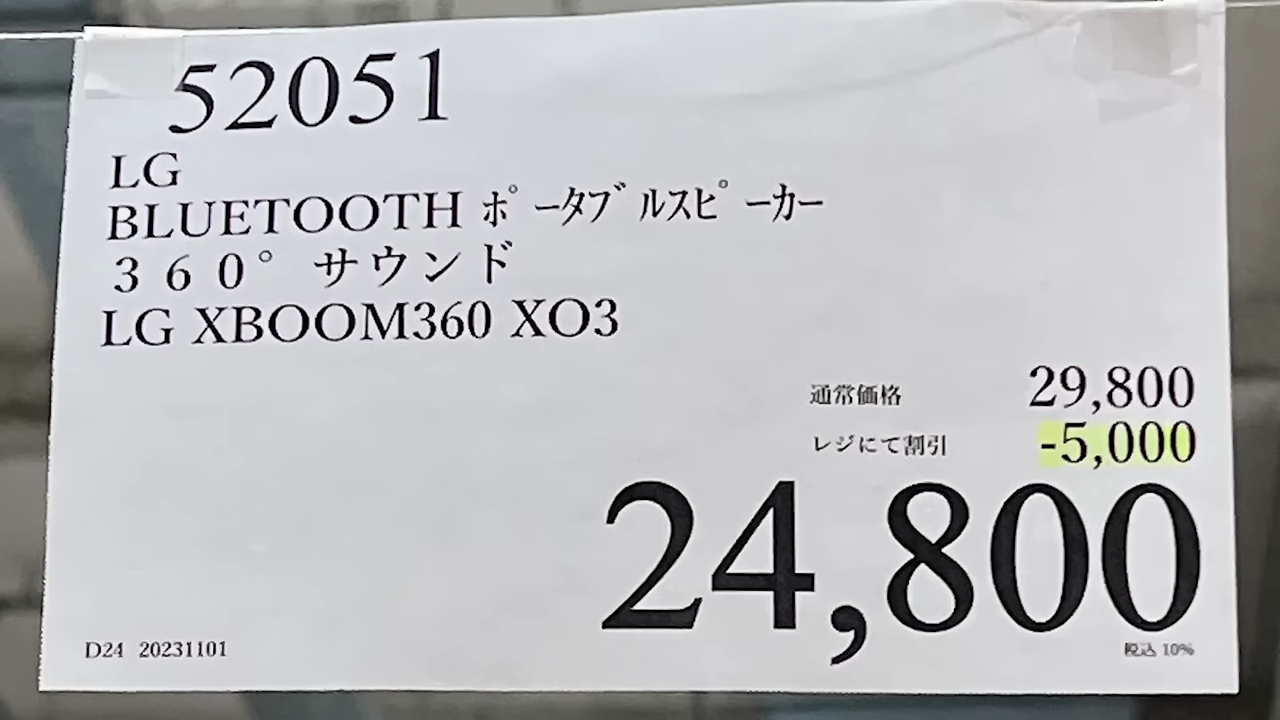 52051
LG
BLUETOOTH ﾎﾟｰﾀﾌﾞﾙｽﾋﾟｰｶｰ
３６０°サウンド
LG XBOOM360 XO3
通常価格 29,800
レジにて割引 -5,000
24,800
D24 20231101 税込 10%